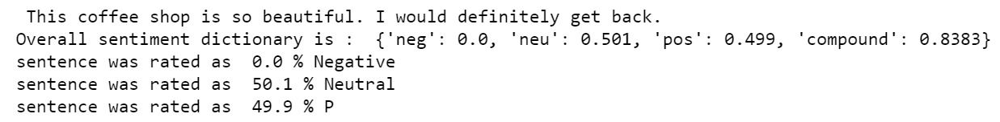 This coffee shop is so beautiful. I would definitely get back.
Overall sentiment dictionary is :  {'neg': 0.0, 'neu': 0.501, 'pos': 0.499, 'compound': 0.8383}
sentence was rated as  0.0 % Negative
sentence was rated as  50.1 % Neutral
sentence was rated as  49.9 % P